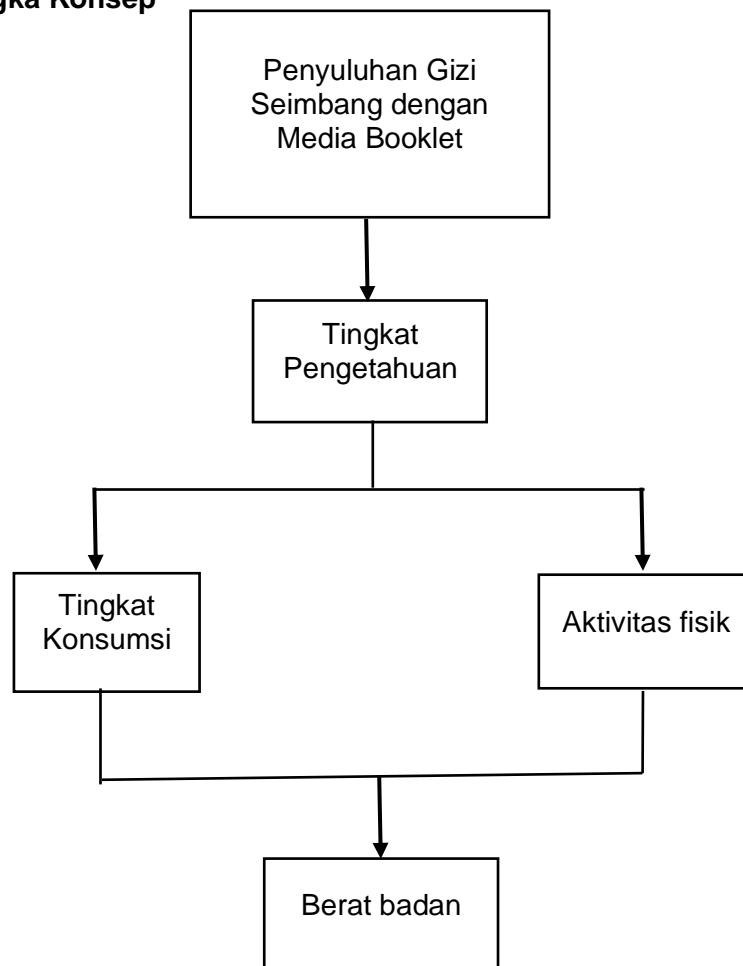 gka Konsep
Penyuluhan Gizi
Seimbang dengan
Media Booklet
Tingkat
Pengetahuan
Tingkat
Konsumsi
Aktivitas fisik
Berat badan